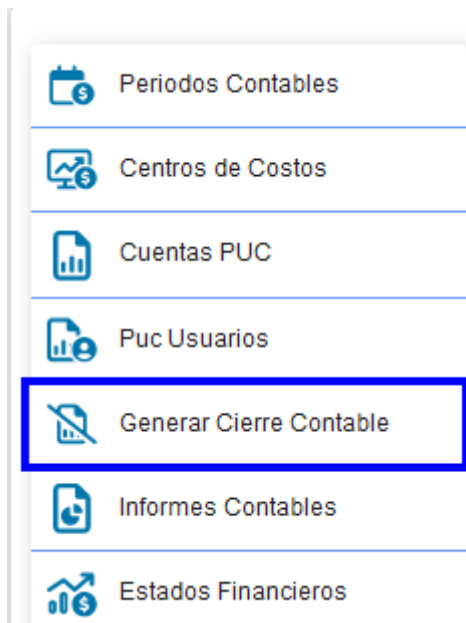 Periodos Contables
Centros de Costos
Cuentas PUC
Puc Usuarios
Generar Cierre Contable
Informes Contables
Estados Financieros